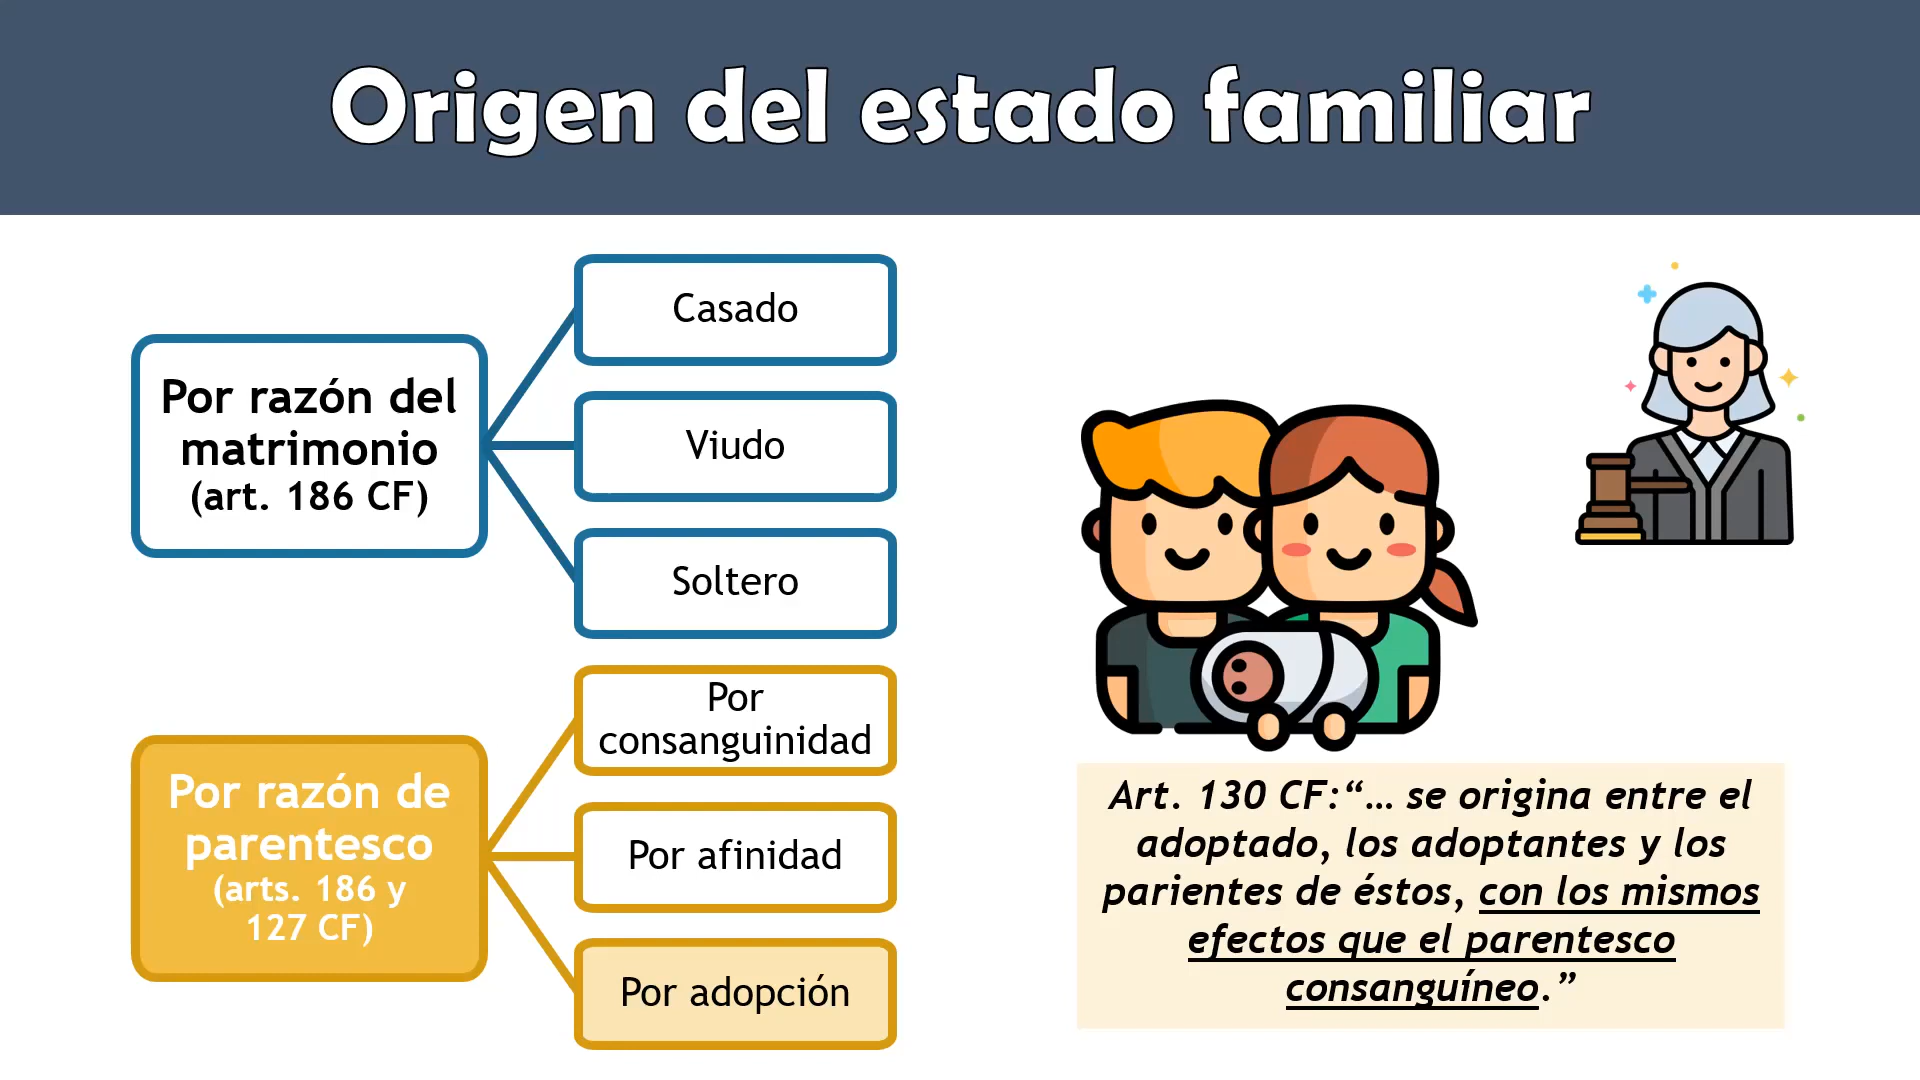 Origen del estado familiar
Por razón del
matrimonio
(art. 186 CF)
Casado
Viudo
Soltero
Por razón de
parentesco
(arts. 186 y
127 CF)
Por
consanguinidad
Por afinidad
Por adopción
Art. 130 CF:“… se origina entre el
adoptado, los adoptantes y los
parientes de éstos, con los mismos
efectos que el parentesco
consanguíneo.”